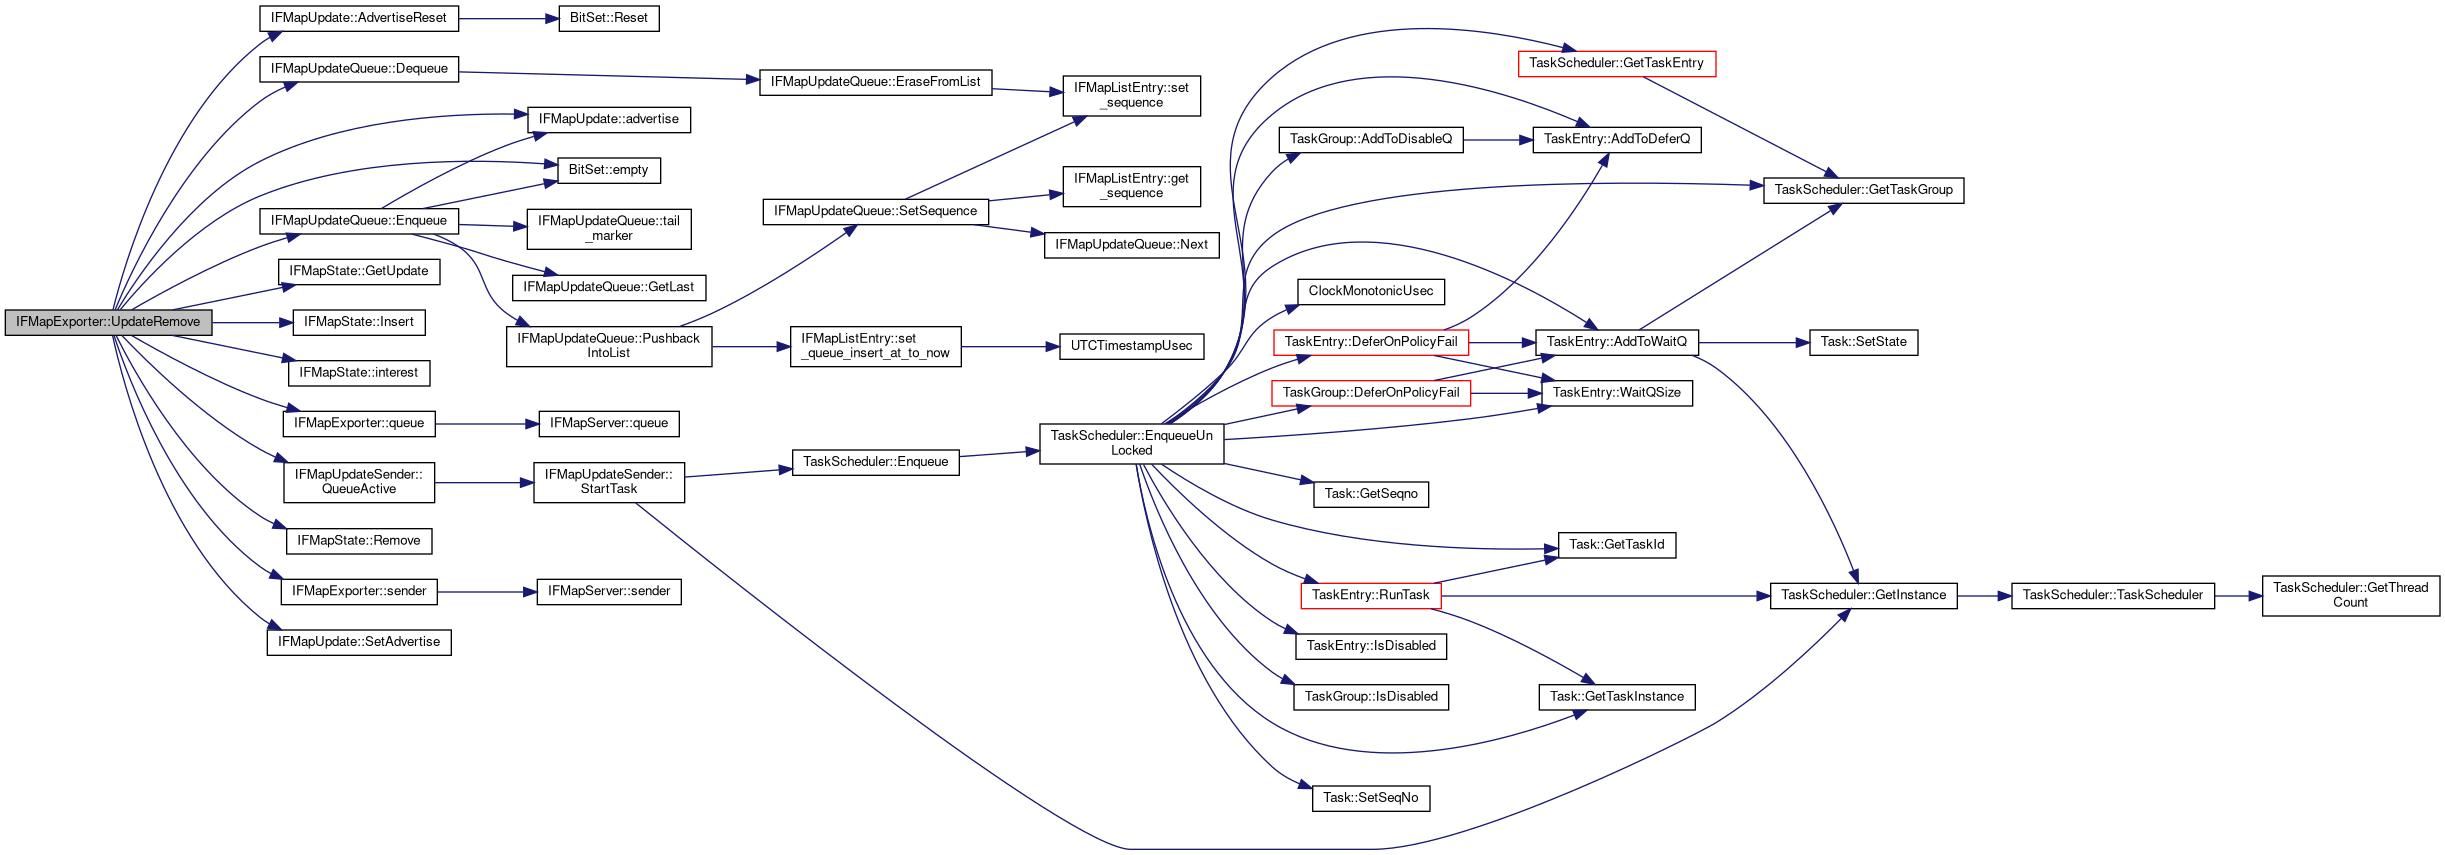 IFMapExporter::UpdateRemove
IFMapUpdate::AdvertiseReset
BitSet::Reset
IFMapUpdateQueue::Dequeue
IFMapUpdateQueue::EraseFromList
IFMapListEntry::set
_sequence
IFMapUpdate::advertise
BitSet::empty
IFMapUpdateQueue::Enqueue
IFMapUpdateQueue::tail
_marker
IFMapUpdateQueue::GetLast
IFMapUpdateQueue::Pushback
IntoList
IFMapUpdateQueue::SetSequence
IFMapListEntry::get
_sequence
IFMapUpdateQueue::Next
IFMapListEntry::set
_queue_insert_at_to_now
UTCTimestampUsec
IFMapState::GetUpdate
IFMapState::Insert
IFMapState::interest
IFMapExporter::queue
IFMapServer::queue
IFMapUpdateSender::
QueueActive
IFMapUpdateSender::
StartTask
TaskScheduler::Enqueue
TaskScheduler::EnqueueUn
Locked
IFMapState::Remove
IFMapExporter::sender
IFMapServer::sender
IFMapUpdate::SetAdvertise
TaskScheduler::GetTaskEntry
TaskGroup::AddToDisableQ
TaskEntry::AddToDeferQ
TaskScheduler::GetTaskGroup
ClockMonotonicUsec
TaskEntry::DeferOnPolicyFail
TaskEntry::AddToWaitQ
Task::SetState
TaskGroup::DeferOnPolicyFail
TaskEntry::WaitQSize
Task::GetSeqno
Task::GetTaskId
TaskEntry::RunTask
TaskScheduler::GetInstance
TaskScheduler::TaskScheduler
TaskScheduler::GetThread
Count
TaskEntry::IsDisabled
TaskGroup::IsDisabled
Task::GetTaskInstance
Task::SetSeqNo